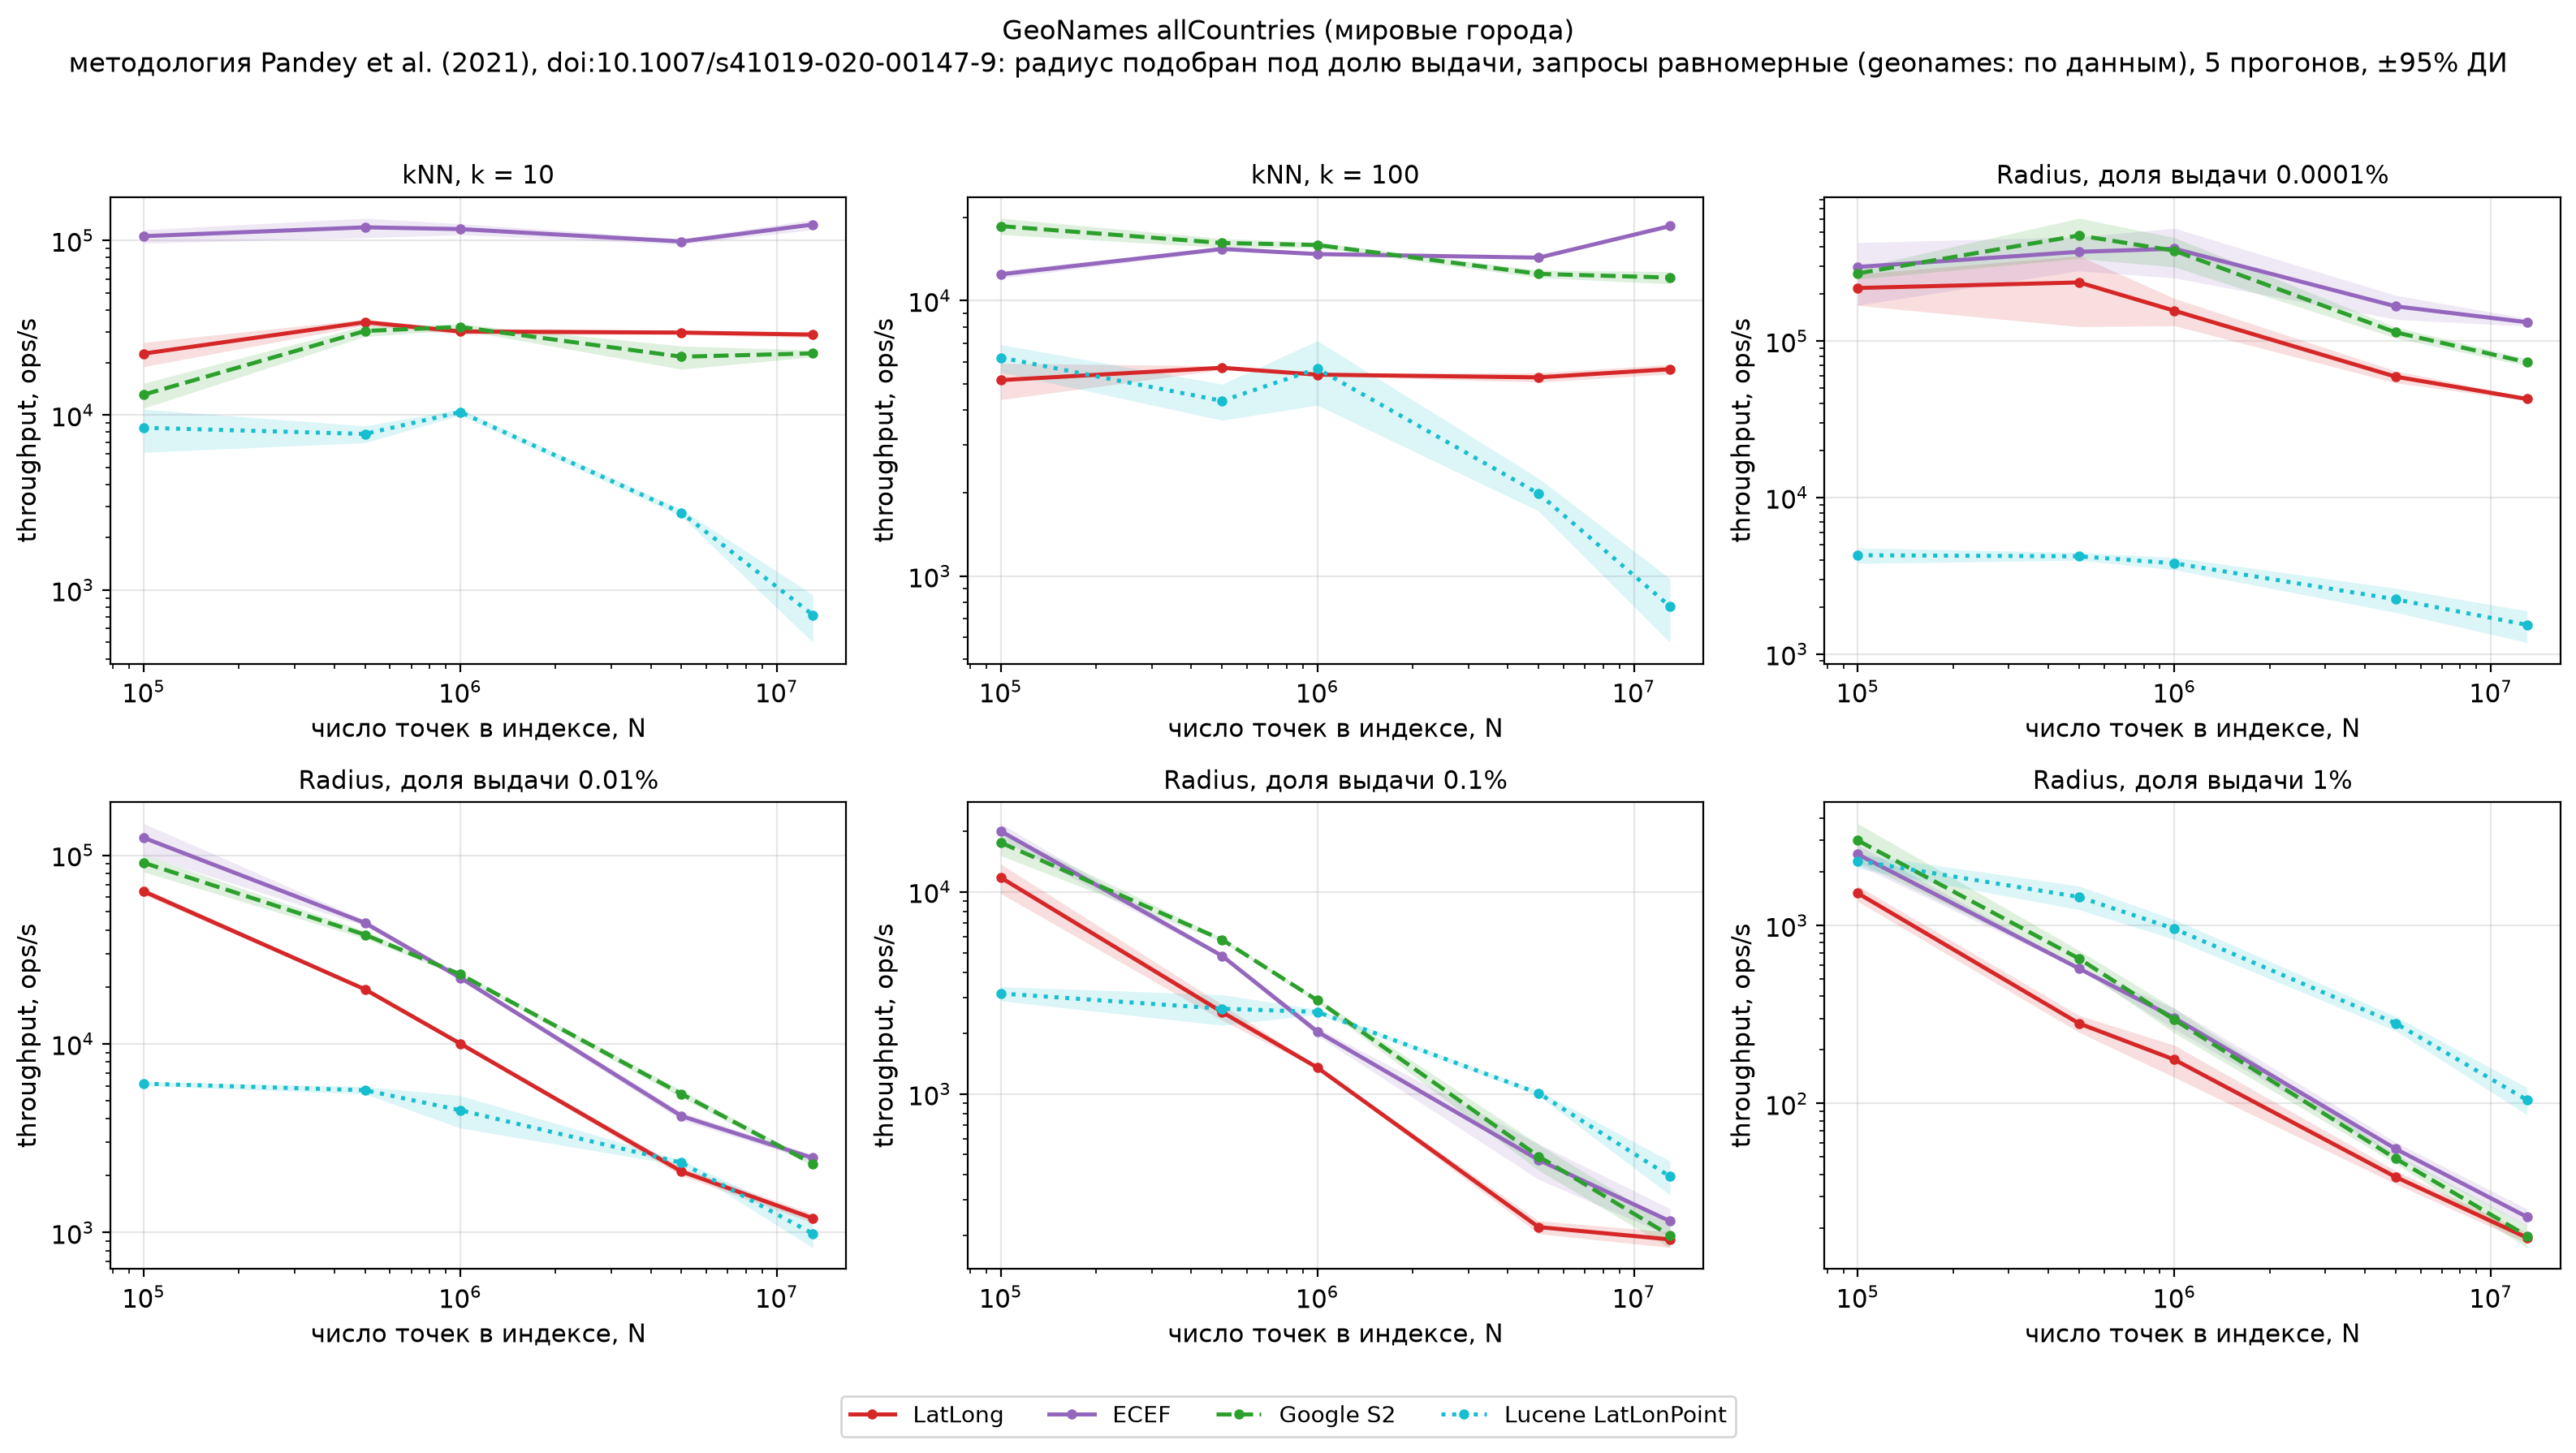 GeoNames allCountries (мировые города)
методология Pandey et al. (2021), doi:10.1007/s41019-020-00147-9: радиус подобран под долю выдачи, запросы равномерные (geonames: по данным), 5 прогонов, ±95% ДИ
kNN, k = 10
throughput, ops/s
10⁵
10⁴
10³
10⁵ 10⁶ 10⁷
число точек в индексе, N
kNN, k = 100
throughput, ops/s
10⁴
10³
10⁵ 10⁶ 10⁷
число точек в индексе, N
Radius, доля выдачи 0.0001%
throughput, ops/s
10⁵
10⁴
10³
10⁵ 10⁶ 10⁷
число точек в индексе, N
Radius, доля выдачи 0.01%
throughput, ops/s
10⁵
10⁴
10³
10⁵ 10⁶ 10⁷
число точек в индексе, N
Radius, доля выдачи 0.1%
throughput, ops/s
10⁴
10³
10⁵ 10⁶ 10⁷
число точек в индексе, N
Radius, доля выдачи 1%
throughput, ops/s
10³
10²
10⁵ 10⁶ 10⁷
число точек в индексе, N
LatLong ECEF Google S2 Lucene LatLonPoint